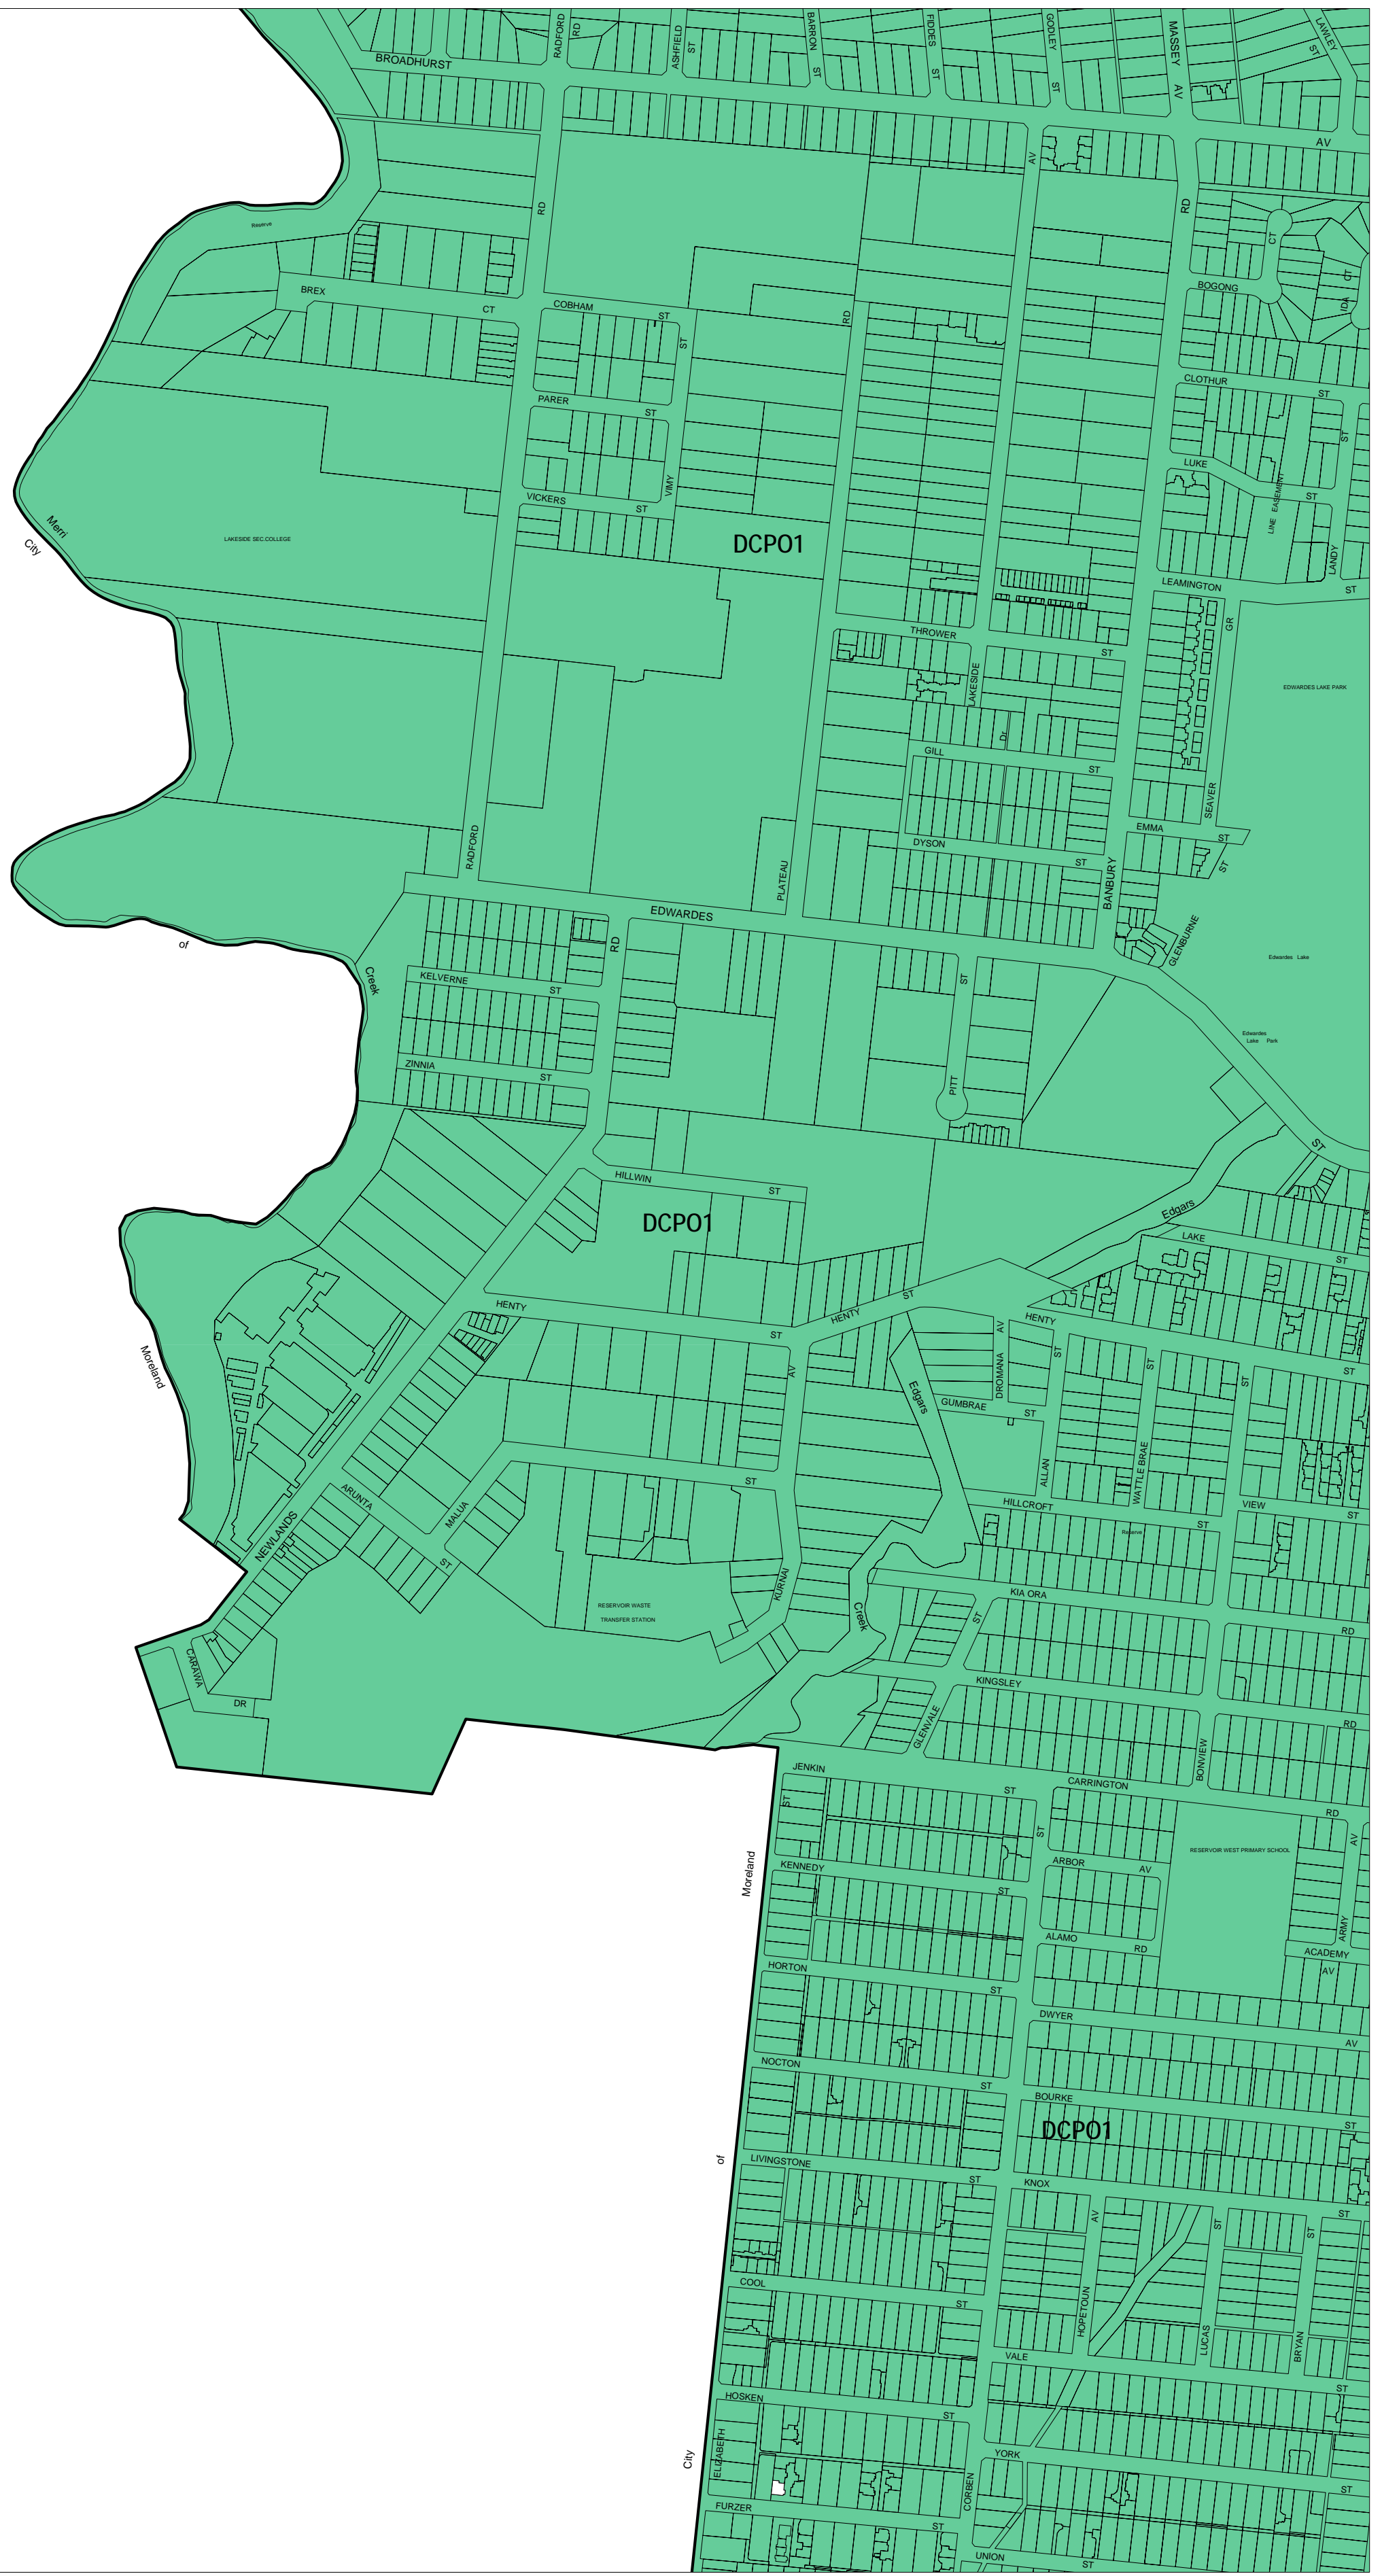 RADFORD
RD
ASHFIELD
ST
BARRON
ST
FIDDES
ST
GODLEY
ST
MASSEY
AV
LAWLEY
ST
BROADHURST
AV
AV
RD
RD
Reserve
CT
BOGONG
CT
IDA
BREX
CT
COBHAM
ST
ST
RD
CLOTHUR
ST
PARER
ST
ST
LUKE
ST
VICKERS
ST
VIMY
LINE EASEMENT
Merri
City
LAKESIDE SEC.COLLEGE
DCPO1
LANDY
LEAMINGTON
ST
GR
THROWER
ST
LAKESIDE
EDWARDES LAKE PARK
Dr
GILL
ST
SEAVER
EMMA
ST
RADFORD
DYSON
ST
ST
PLATEAU
BANBURY
EDWARDES
GLENBURNE
of
RD
Edwardes Lake
Creek
KELVERNE
ST
ST
Edwardes
Lake Park
ZINNIA
ST
PITT
ST
HILLWIN
ST
DCPO1
Edgars
LAKE
ST
HENTY
ST
HENTY
ST
AV
HENTY
ST
Moreland
AV
DROMANA
ST
ST
ST
Edgars
GUMBRAE
ST
ALLAN
WATTLE BRAE
ST
ARUNTA
MALUA
ST
NEWLANDS
HILLCROFT
ST
VIEW
ST
Reserve
KURNAI
KIA ORA
RD
RESERVOIR WASTE
TRANSFER STATION
Creek
ST
CARAWA
DR
KINGSLEY
RD
GLENVALE
BONVIEW
JENKIN
ST
CARRINGTON
RD
ST
ST
AV
Moreland
RESERVOIR WEST PRIMARY SCHOOL
KENNEDY
ST
ARBOR
AV
ARMY
ALAMO
RD
ACADEMY
AV
HORTON
ST
DWYER
AV
NOCTON
ST
BOURKE
ST
DCPO1
of
LIVINGSTONE
ST
KNOX
ST
AV
ST
ST
COOL
ST
HOPETOUN
LUCAS
BRYAN
VALE
ST
HOSKEN
ST
ELIZABETH
City
YORK
ST
CORBEN
FURZER
ST
UNION
ST